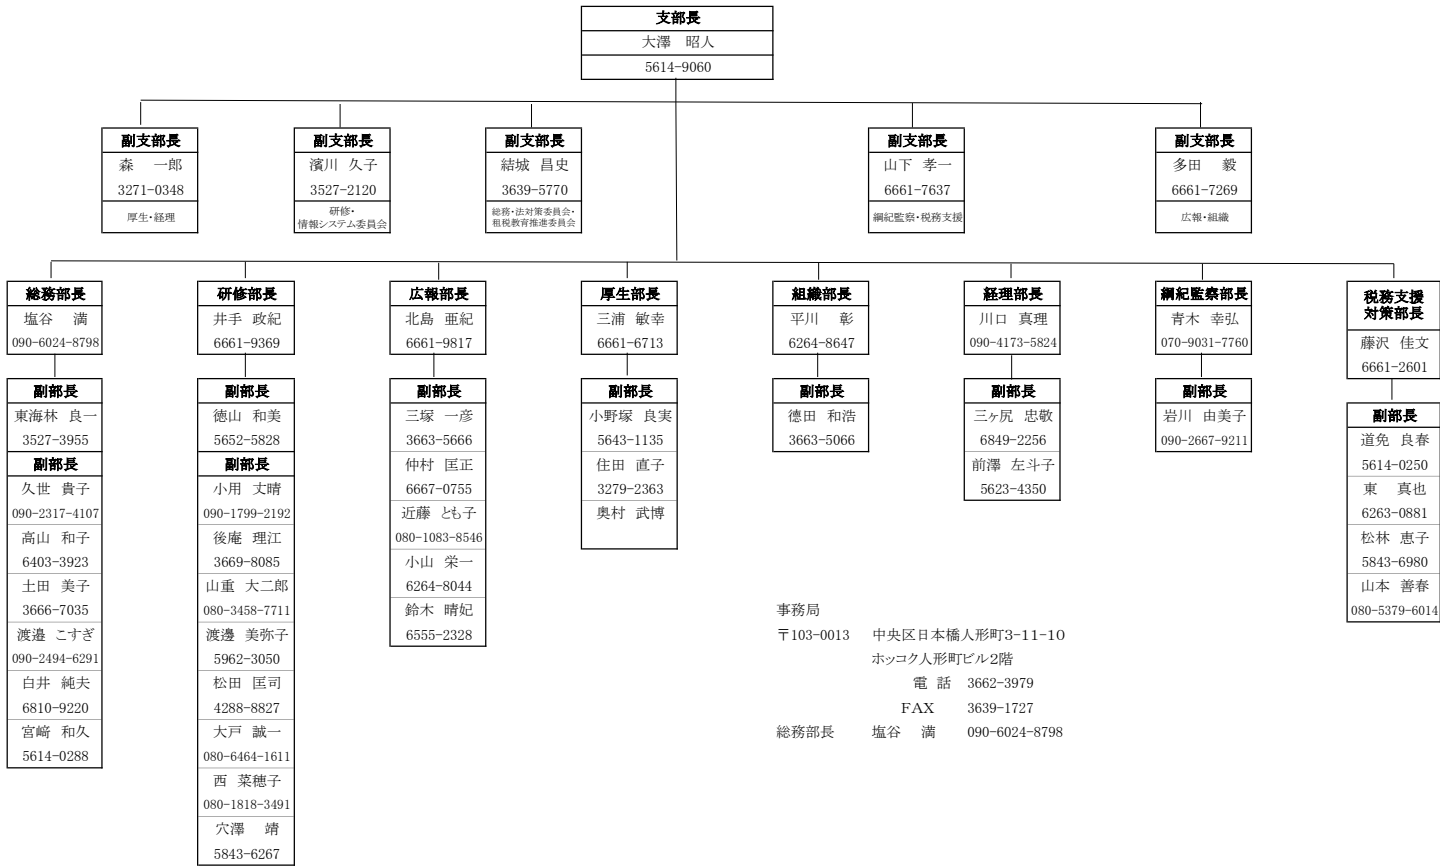 支部長
大澤 昭人
5614-9060
副支部長
森 一郎
3271-0348
厚生・経理
副支部長
濱川 久子
3527-2120
研修・
情報システム委員会
副支部長
結城 昌史
3639-5770
総務・法対策委員会・
租税教育推進委員会
副支部長
山下 孝一
6661-7637
綱紀監察・税務支援
副支部長
多田 毅
6661-7269
広報・組織
総務部長
塩谷 満
090-6024-8798
副部長
東海林 良一
3527-3955
副部長
久世 貴子
090-2317-4107
高山 和子
6403-3923
土田 美子
3666-7035
渡邉 こすぎ
090-2494-6291
白井 純夫
6810-9220
宮﨑 和久
5614-0288
研修部長
井手 政紀
6661-9369
副部長
徳山 和美
5652-5828
副部長
小用 丈晴
090-1799-2192
後庵 理江
3669-8085
山重 大二郎
080-3458-7711
渡邊 美弥子
5962-3050
松田 匡司
4288-8827
大戸 誠一
080-6464-1611
西 菜穂子
080-1818-3491
穴澤 靖
5843-6267
広報部長
北島 亜紀
6661-9817
副部長
三塚 一彦
3663-5666
仲村 匡正
6667-0755
近藤 とも子
080-1083-8546
小山 栄一
6264-8044
鈴木 晴妃
6555-2328
厚生部長
三浦 敏幸
6661-6713
副部長
小野塚 良実
5643-1135
住田 直子
3279-2363
奥村 武博
組織部長
平川 彰
6264-8647
副部長
德田 和浩
3663-5066
経理部長
川口 真理
090-4173-5824
副部長
三ヶ尻 忠敬
6849-2256
前澤 左斗子
5623-4350
綱紀監察部長
青木 幸弘
070-9031-7760
副部長
岩川 由美子
090-2667-9211
税務支援
対策部長
藤沢 佳文
6661-2601
副部長
道免 良春
5614-0250
東 真也
6263-0881
松林 恵子
5843-6980
山本 善春
080-5379-6014
事務局
〒103-0013 中央区日本橋人形町3-11-10
ホッコク人形町ビル2階
電 話 3662-3979
FAX 3639-1727
総務部長 塩谷 満 090-6024-8798